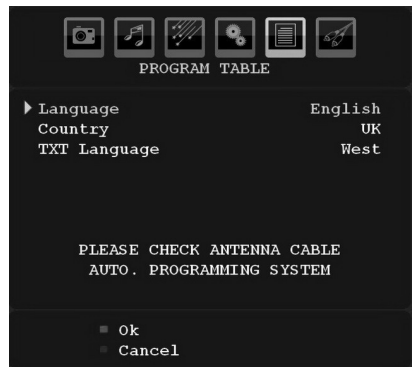 PROGRAM TABLE
Language English
Country UK
TXT Language West
PLEASE CHECK ANTENNA CABLE
AUTO. PROGRAMMING SYSTEM
Ok
Cancel